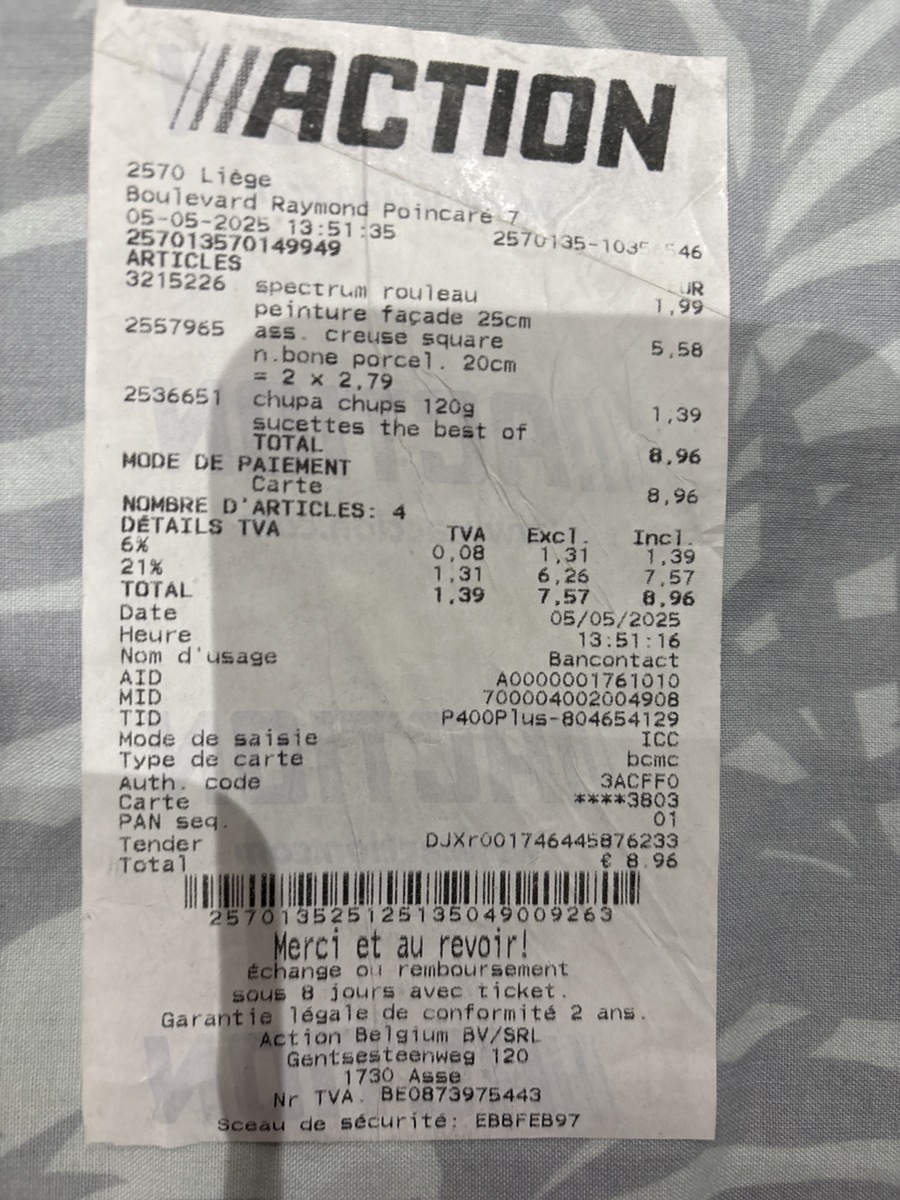 ACTION
2570 Liège
Boulevard Raymond Poincaré 7
05-05-2025 13:51:35
257013570149949
ARTICLES
3215226 spectrum rouleau 1,99
peinture façade 25cm
2557965 ass. creuse square 5,58
n.bone porcel. 20cm
= 2 x 2,79
2536651 chupa chups 120g 1,39
sucettes the best of
TOTAL 8,96
MODE DE PAIEMENT
Carte 8,96
NOMBRE D'ARTICLES: 4
DÉTAILS TVA TVA Excl. Incl.
6% 0,08 1,31 1,39
21% 1,31 6,26 7,57
TOTAL 1,39 7,57 8,96
Date 05/05/2025
Heure 13:51:16
Nom d'usage Bancontact
AID A0000001761010
MID 700004002004908
TID P400Plus-804654129
Mode de saisie ICC
Type de carte bcmc
Auth. code 3ACFF0
Carte ****3803
PAN seq. 01
Tender DJXr001746445876233
Total € 8.96
2570135251251350490​09263
Merci et au revoir!
Échange ou remboursement
sous 8 jours avec ticket.
Garantie légale de conformité 2 ans.
Action Belgium BV/SRL
Gentsesteenweg 120
1730 Asse
Nr TVA. BE0873975443
Sceau de sécurité: EBBFEB97